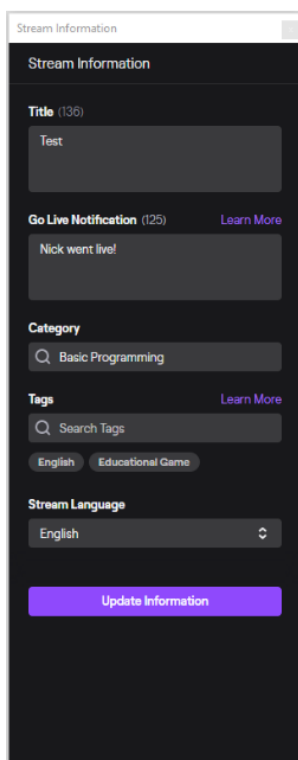 Stream Information
Stream Information
Title (136)
Test
Go Live Notification (125) Learn More
Nick went live!
Category
Basic Programming
Tags Learn More
Search Tags
English Educational Game
Stream Language
English
Update Information